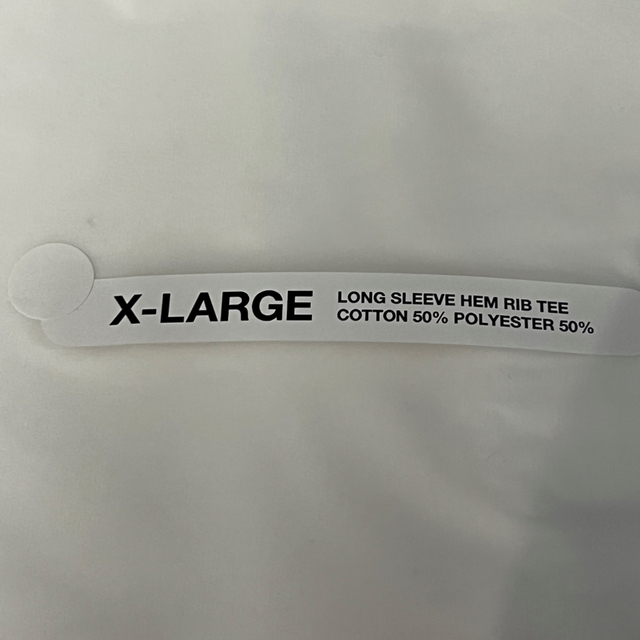 X-LARGE
LONG SLEEVE HEM RIB TEE
COTTON 50% POLYESTER 50%